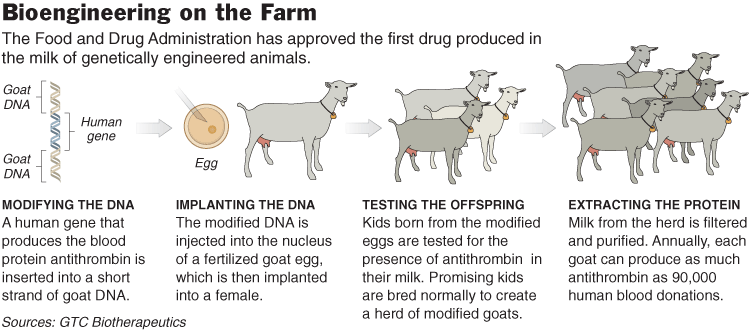 Bioengineering on the Farm
The Food and Drug Administration has approved the first drug produced in
the milk of genetically engineered animals.
Goat
DNA
Human
gene
Goat
DNA
Egg
MODIFYING THE DNA
A human gene that
produces the blood
protein antithrombin is
inserted into a short
strand of goat DNA.
IMPLANTING THE DNA
The modified DNA is
injected into the nucleus
of a fertilized goat egg,
which is then implanted
into a female.
TESTING THE OFFSPRING
Kids born from the modified
eggs are tested for the
presence of antithrombin in
their milk. Promising kids
are bred normally to create
a herd of modified goats.
EXTRACTING THE PROTEIN
Milk from the herd is filtered
and purified. Annually, each
goat can produce as much
antithrombin as 90,000
human blood donations.
Sources: GTC Biotherapeutics